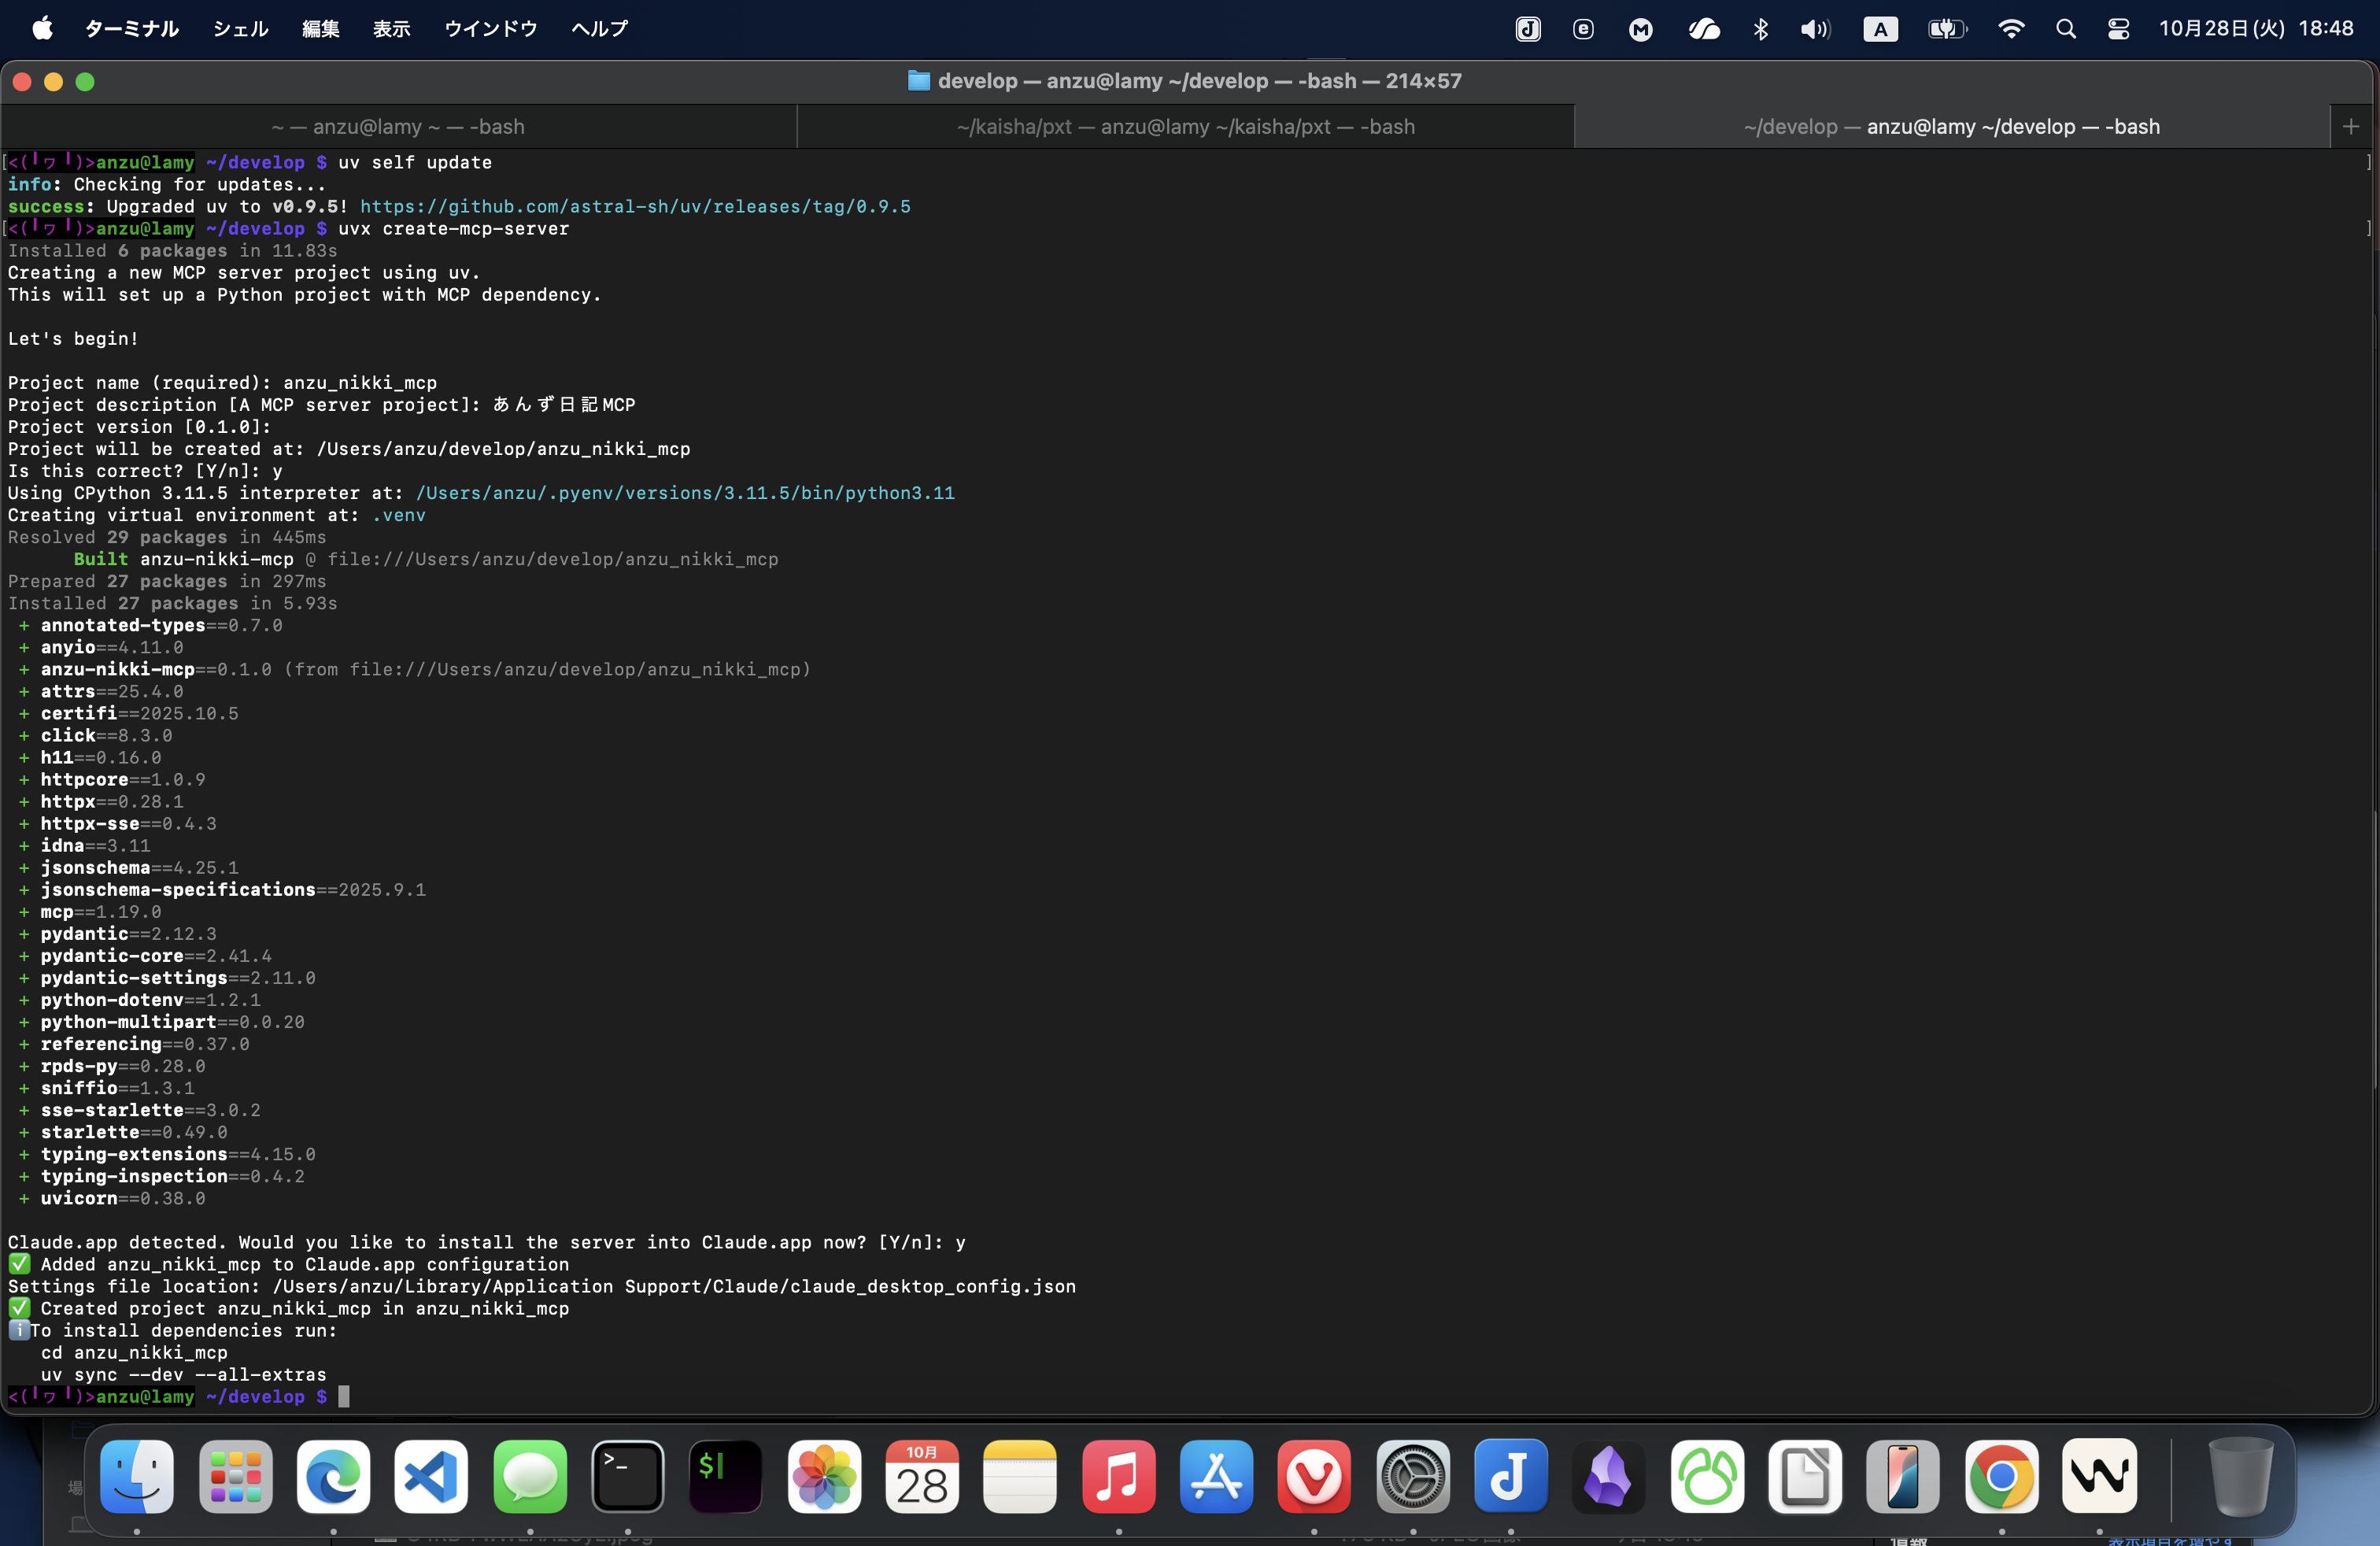 ターミナル シェル 編集 表示 ウインドウ ヘルプ A 10月28日(火) 18:48
develop — anzu@lamy ~/develop — -bash — 214×57
~ — anzu@lamy ~ — -bash ~/kaisha/pxt — anzu@lamy ~/kaisha/pxt — -bash ~/develop — anzu@lamy ~/develop — -bash
[<(╹ヮ╹)>anzu@lamy ~/develop $ uv self update ]
info: Checking for updates...
success: Upgraded uv to v0.9.5! https://github.com/astral-sh/uv/releases/tag/0.9.5
[<(╹ヮ╹)>anzu@lamy ~/develop $ uvx create-mcp-server ]
Installed 6 packages in 11.83s
Creating a new MCP server project using uv.
This will set up a Python project with MCP dependency.
Let's begin!
Project name (required): anzu_nikki_mcp
Project description [A MCP server project]: あんず日記MCP
Project version [0.1.0]:
Project will be created at: /Users/anzu/develop/anzu_nikki_mcp
Is this correct? [Y/n]: y
Using CPython 3.11.5 interpreter at: /Users/anzu/.pyenv/versions/3.11.5/bin/python3.11
Creating virtual environment at: .venv
Resolved 29 packages in 445ms
Built anzu-nikki-mcp @ file:///Users/anzu/develop/anzu_nikki_mcp
Prepared 27 packages in 297ms
Installed 27 packages in 5.93s
+ annotated-types==0.7.0
+ anyio==4.11.0
+ anzu-nikki-mcp==0.1.0 (from file:///Users/anzu/develop/anzu_nikki_mcp)
+ attrs==25.4.0
+ certifi==2025.10.5
+ click==8.3.0
+ h11==0.16.0
+ httpcore==1.0.9
+ httpx==0.28.1
+ httpx-sse==0.4.3
+ idna==3.11
+ jsonschema==4.25.1
+ jsonschema-specifications==2025.9.1
+ mcp==1.19.0
+ pydantic==2.12.3
+ pydantic-core==2.41.4
+ pydantic-settings==2.11.0
+ python-dotenv==1.2.1
+ python-multipart==0.0.20
+ referencing==0.37.0
+ rpds-py==0.28.0
+ sniffio==1.3.1
+ sse-starlette==3.0.2
+ starlette==0.49.0
+ typing-extensions==4.15.0
+ typing-inspection==0.4.2
+ uvicorn==0.38.0
Claude.app detected. Would you like to install the server into Claude.app now? [Y/n]: y
✅ Added anzu_nikki_mcp to Claude.app configuration
Settings file location: /Users/anzu/Library/Application Support/Claude/claude_desktop_config.json
✅ Created project anzu_nikki_mcp in anzu_nikki_mcp
ℹ️To install dependencies run:
cd anzu_nikki_mcp
uv sync --dev --all-extras
<(╹ヮ╹)>anzu@lamy ~/develop $
10月
28